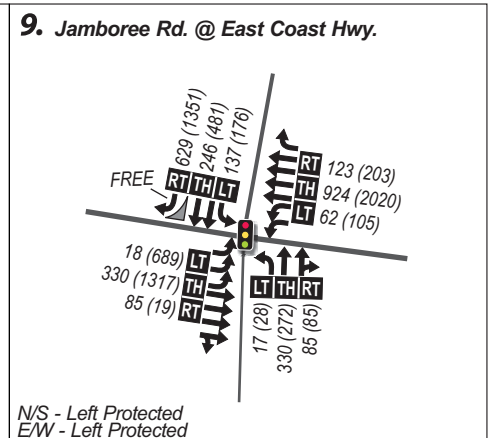 9. Jamboree Rd. @ East Coast Hwy.
629 (1351)
246 (481)
137 (176)
FREE
RT TH LT
RT 123 (203)
TH 924 (2020)
LT 62 (105)
18 (689) LT
330 (1317) TH
85 (19) RT
LT TH RT
17 (28)
330 (272)
85 (85)
N/S - Left Protected
E/W - Left Protected